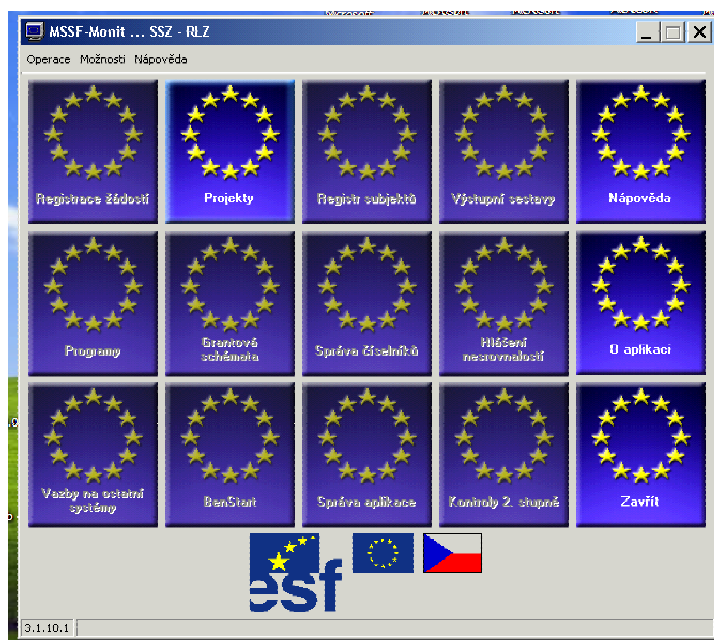 MSSF-Monit ... SSZ - RLZ
Operace Možnosti Nápověda
Registrace žádostí
Projekty
Registr subjektů
Výstupní sestavy
Nápověda
Programy
Grantová
schémata
Správa číselníků
Hlášení
nesrovnalostí
O aplikaci
Vazby na ostatní
systémy
BenStart
Správa aplikace
Kontroly 2. stupně
Zavřít
esf
3.1.10.1